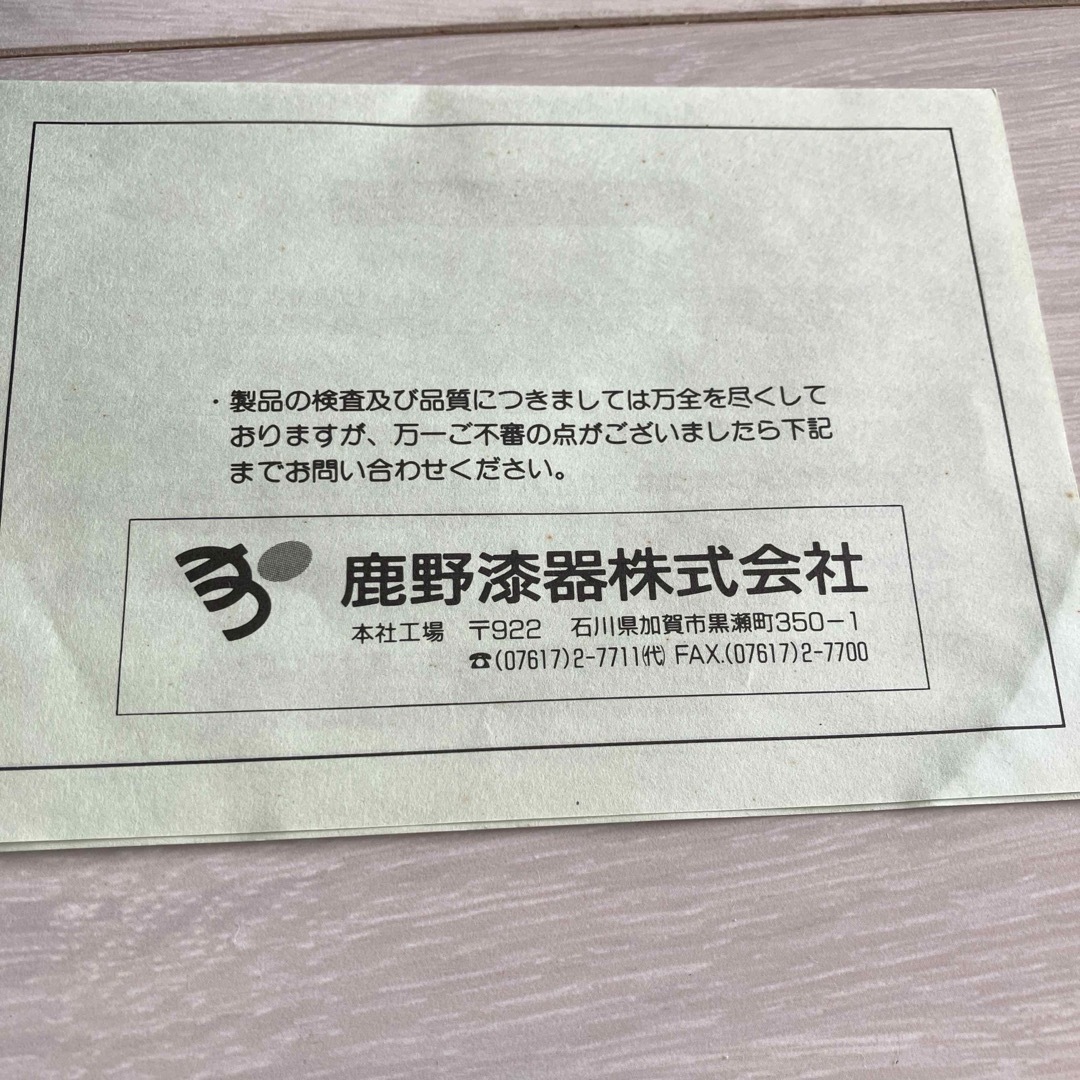 ・製品の検査及び品質につきましては万全を尽くして
おりますが、万一ご不審の点がございましたら下記
までお問い合わせください。
鹿野漆器株式会社
本社工場 〒922 石川県加賀市黒瀬町350-1
☎(07617)2-7711㈹ FAX.(07617)2-7700